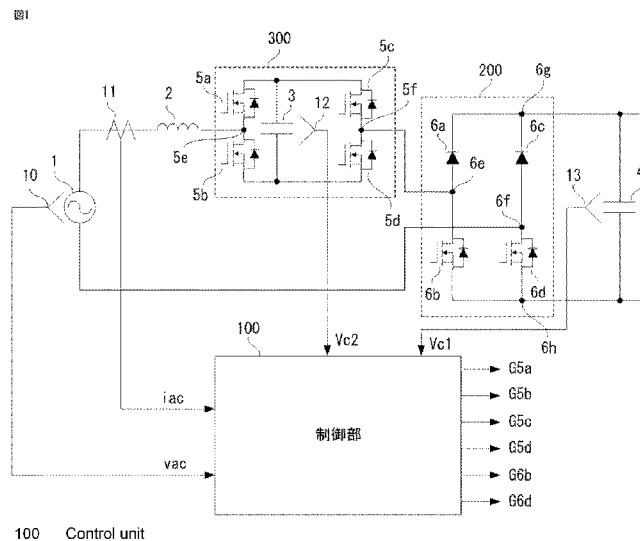 図1
300
5c
11
2
5a
3
12
5f
200
6g
6a
6c
1
5e
10
13
4
5b
5d
6e
6f
6b
6d
6h
100
Vc2
Vc1
G5a
G5b
iac
G5c
制御部
G5d
vac
G6b
G6d
100 Control unit